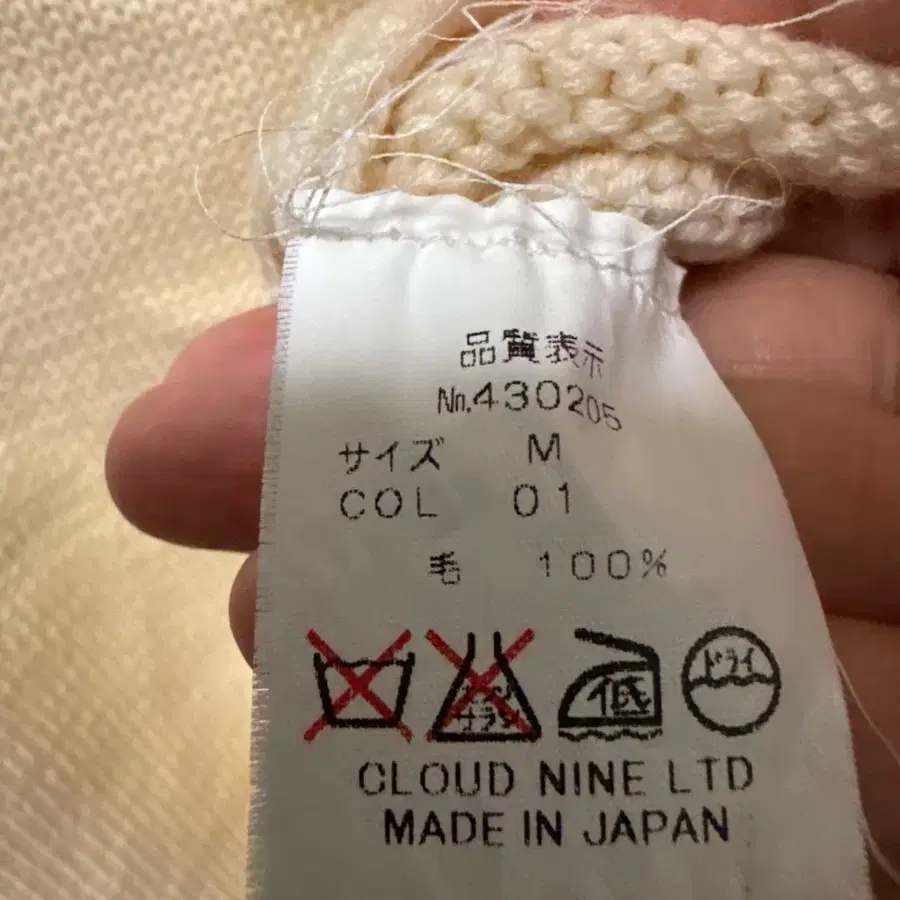 品質表示
No.430205
サイズ M
COL 01
毛 100%
低
ドライ
CLOUD NINE LTD
MADE IN JAPAN